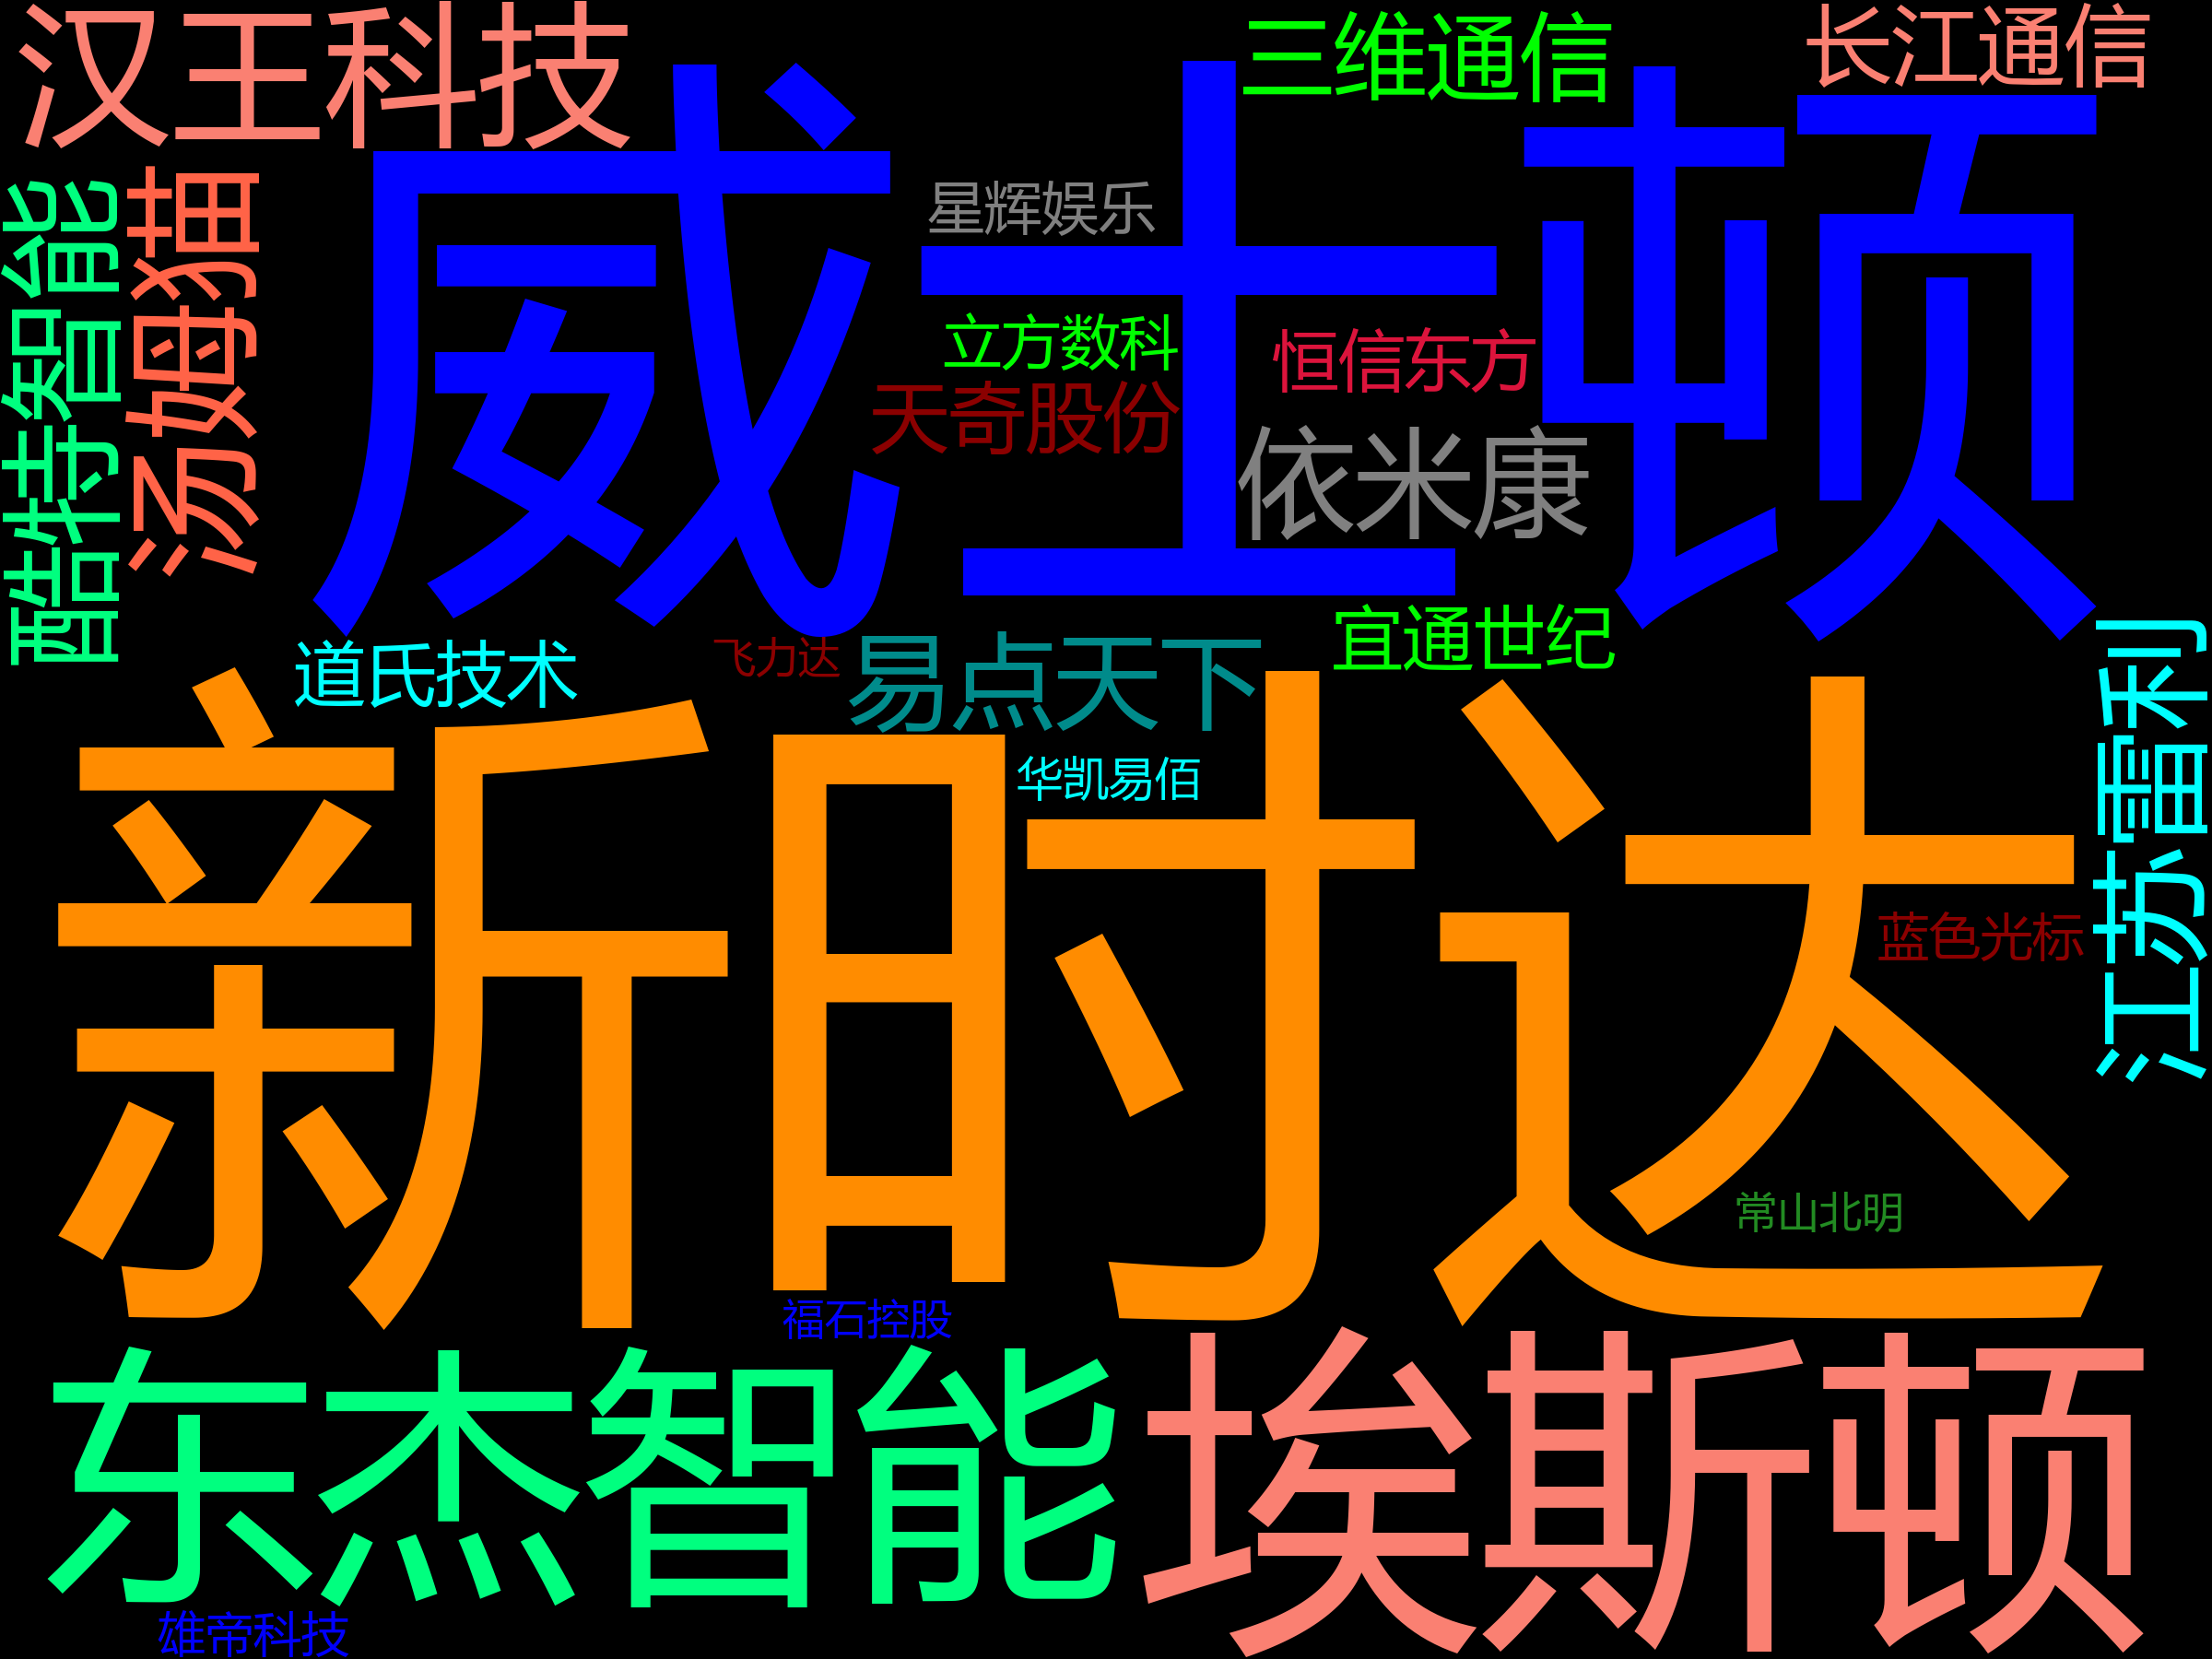 汉王科技
三维通信
长江通信
威士顿
星辉娱乐
酷特智能
汤姆猫
立方数科
恒信东方
天奇股份
依米康
宜通世纪
道氏技术
飞力达
易点天下
江苏雷利
新时达
华凯易佰
蓝色光标
常山北明
福石控股
东杰智能
埃斯顿
雄帝科技